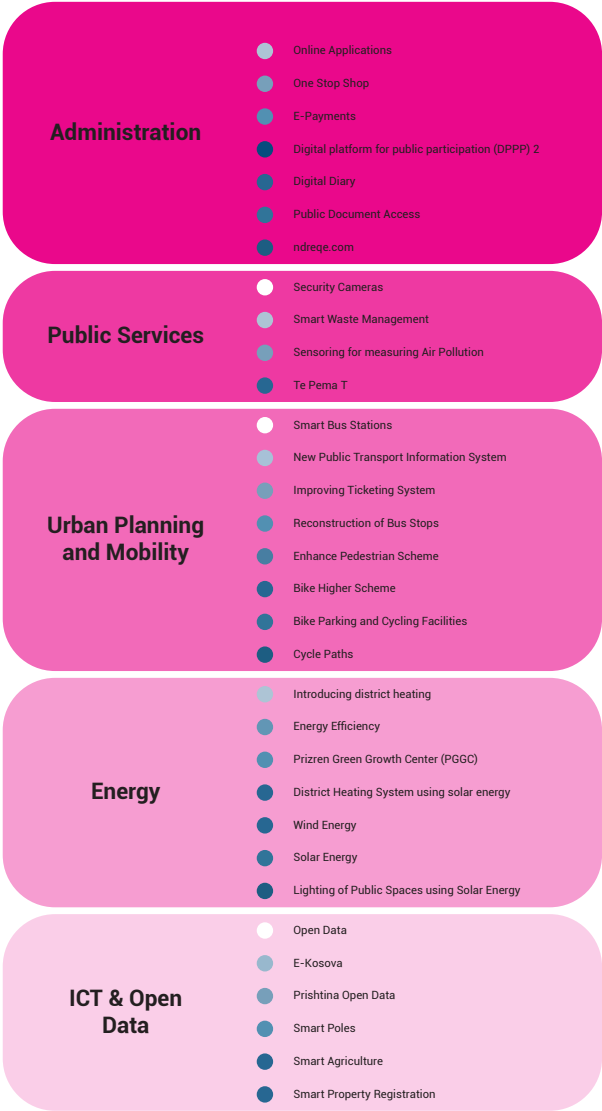 Administration
Online Applications
One Stop Shop
E-Payments
Digital platform for public participation (DPPP) 2
Digital Diary
Public Document Access
ndreqe.com
Public Services
Security Cameras
Smart Waste Management
Sensoring for measuring Air Pollution
Te Pema T
Urban Planning
and Mobility
Smart Bus Stations
New Public Transport Information System
Improving Ticketing System
Reconstruction of Bus Stops
Enhance Pedestrian Scheme
Bike Higher Scheme
Bike Parking and Cycling Facilities
Cycle Paths
Energy
Introducing district heating
Energy Efficiency
Prizren Green Growth Center (PGGC)
District Heating System using solar energy
Wind Energy
Solar Energy
Lighting of Public Spaces using Solar Energy
ICT & Open
Data
Open Data
E-Kosova
Prishtina Open Data
Smart Poles
Smart Agriculture
Smart Property Registration